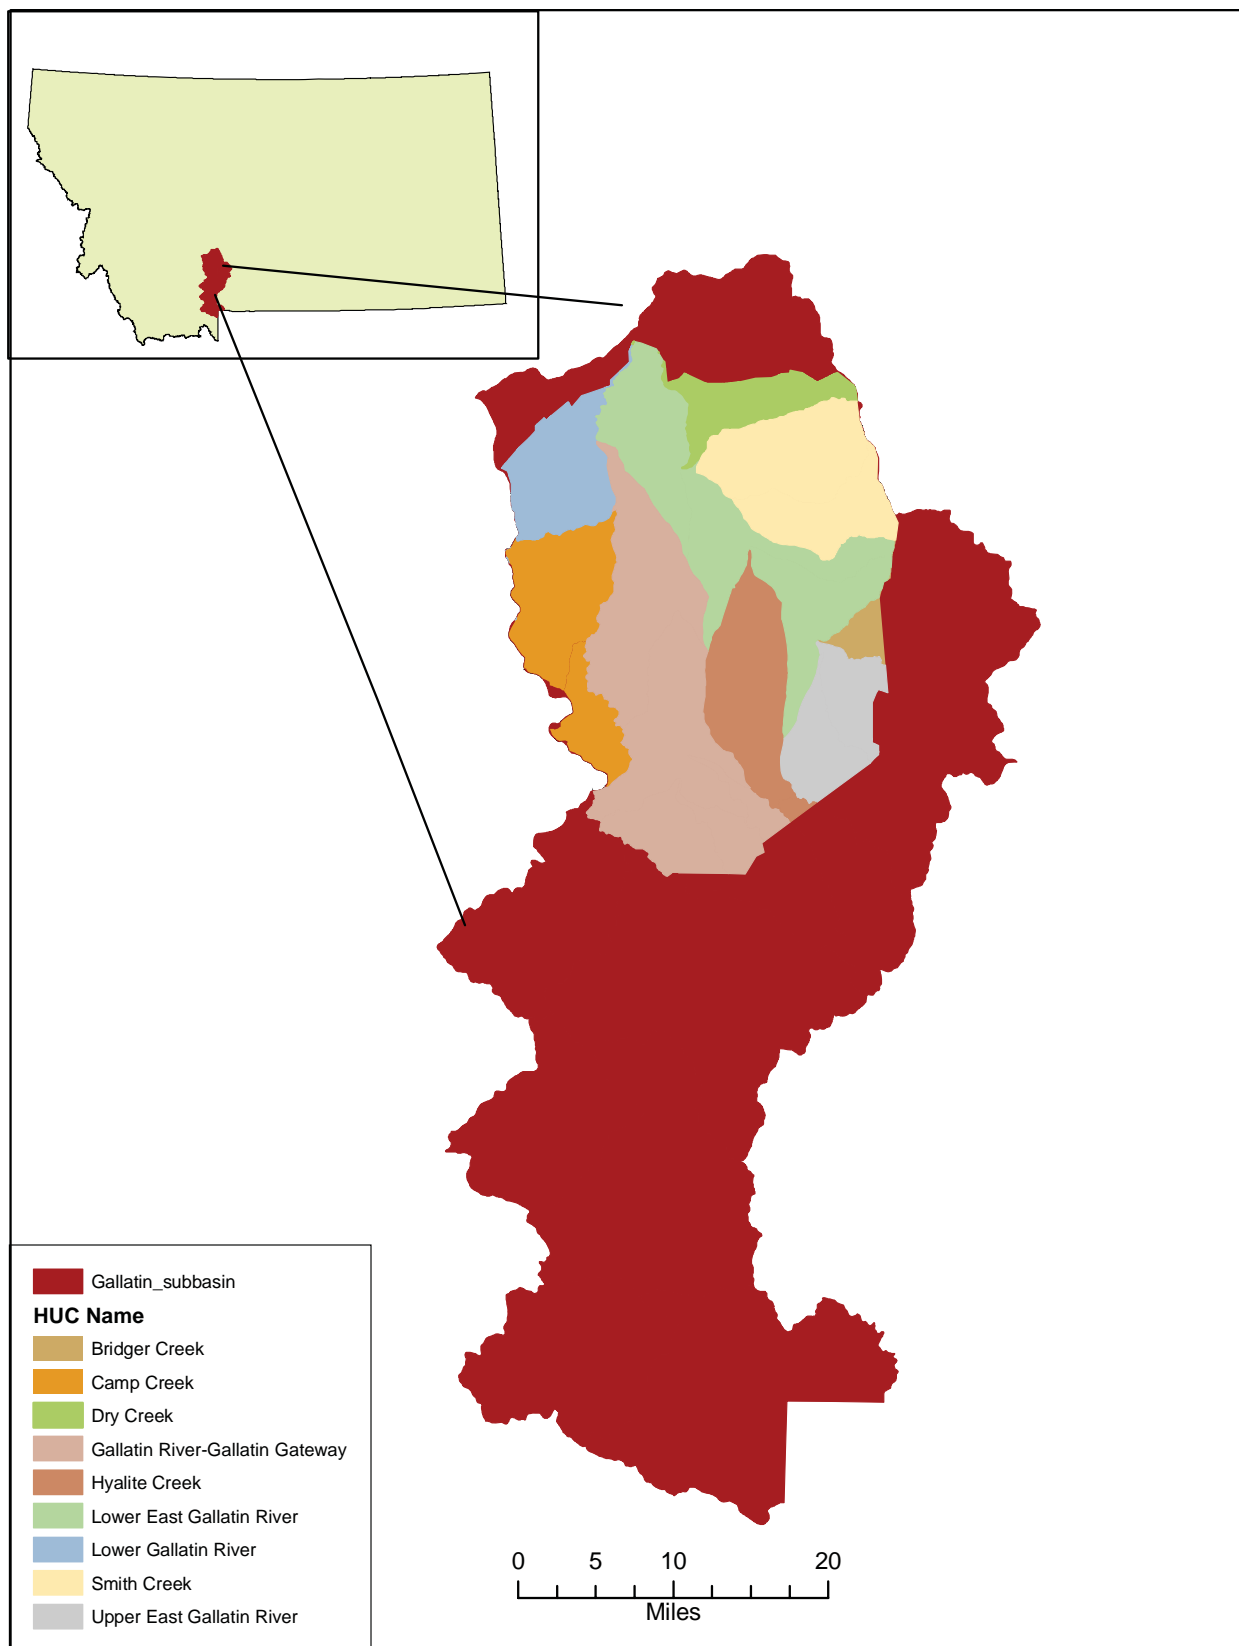 Gallatin_subbasin
HUC Name
Bridger Creek
Camp Creek
Dry Creek
Gallatin River-Gallatin Gateway
Hyalite Creek
Lower East Gallatin River
Lower Gallatin River
Smith Creek
Upper East Gallatin River
0 5 10 20
Miles